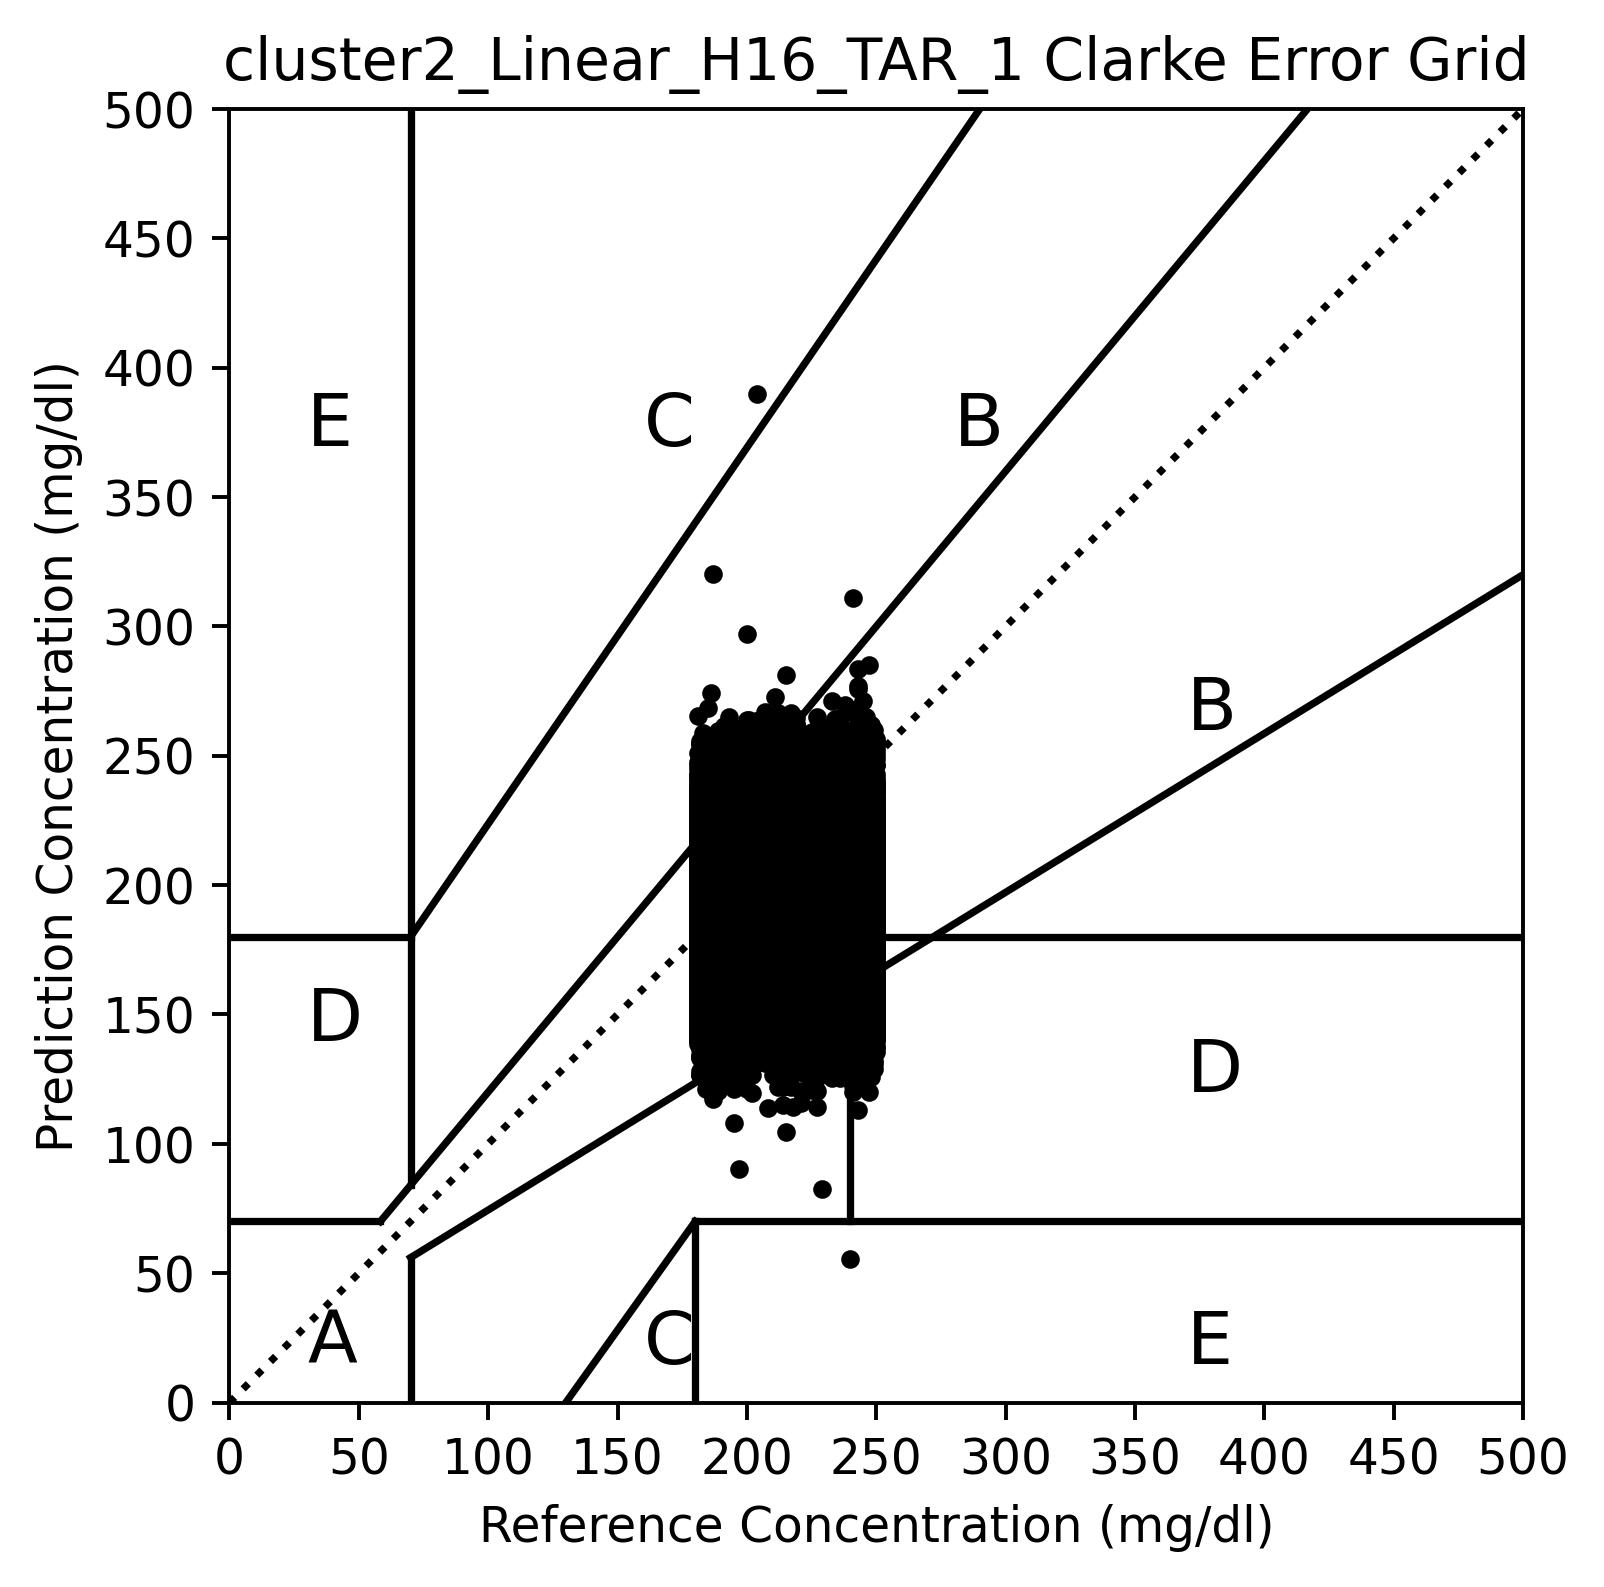 cluster2_Linear_H16_TAR_1 Clarke Error Grid
500
450
400
350
300
250
200
150
100
50
0
Prediction Concentration (mg/dl)
E
C
B
B
D
D
A
C
E
0 50 100 150 200 250 300 350 400 450 500
Reference Concentration (mg/dl)